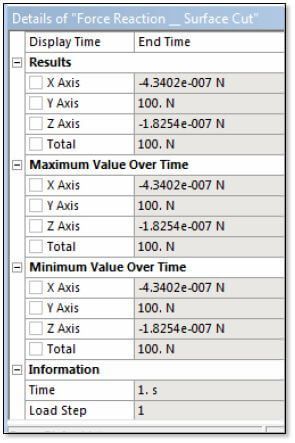 Details of "Force Reaction __ Surface Cut"
Display Time End Time
Results
X Axis -4.3402e-007 N
Y Axis 100. N
Z Axis -1.8254e-007 N
Total 100. N
Maximum Value Over Time
X Axis -4.3402e-007 N
Y Axis 100. N
Z Axis -1.8254e-007 N
Total 100. N
Minimum Value Over Time
X Axis -4.3402e-007 N
Y Axis 100. N
Z Axis -1.8254e-007 N
Total 100. N
Information
Time 1. s
Load Step 1